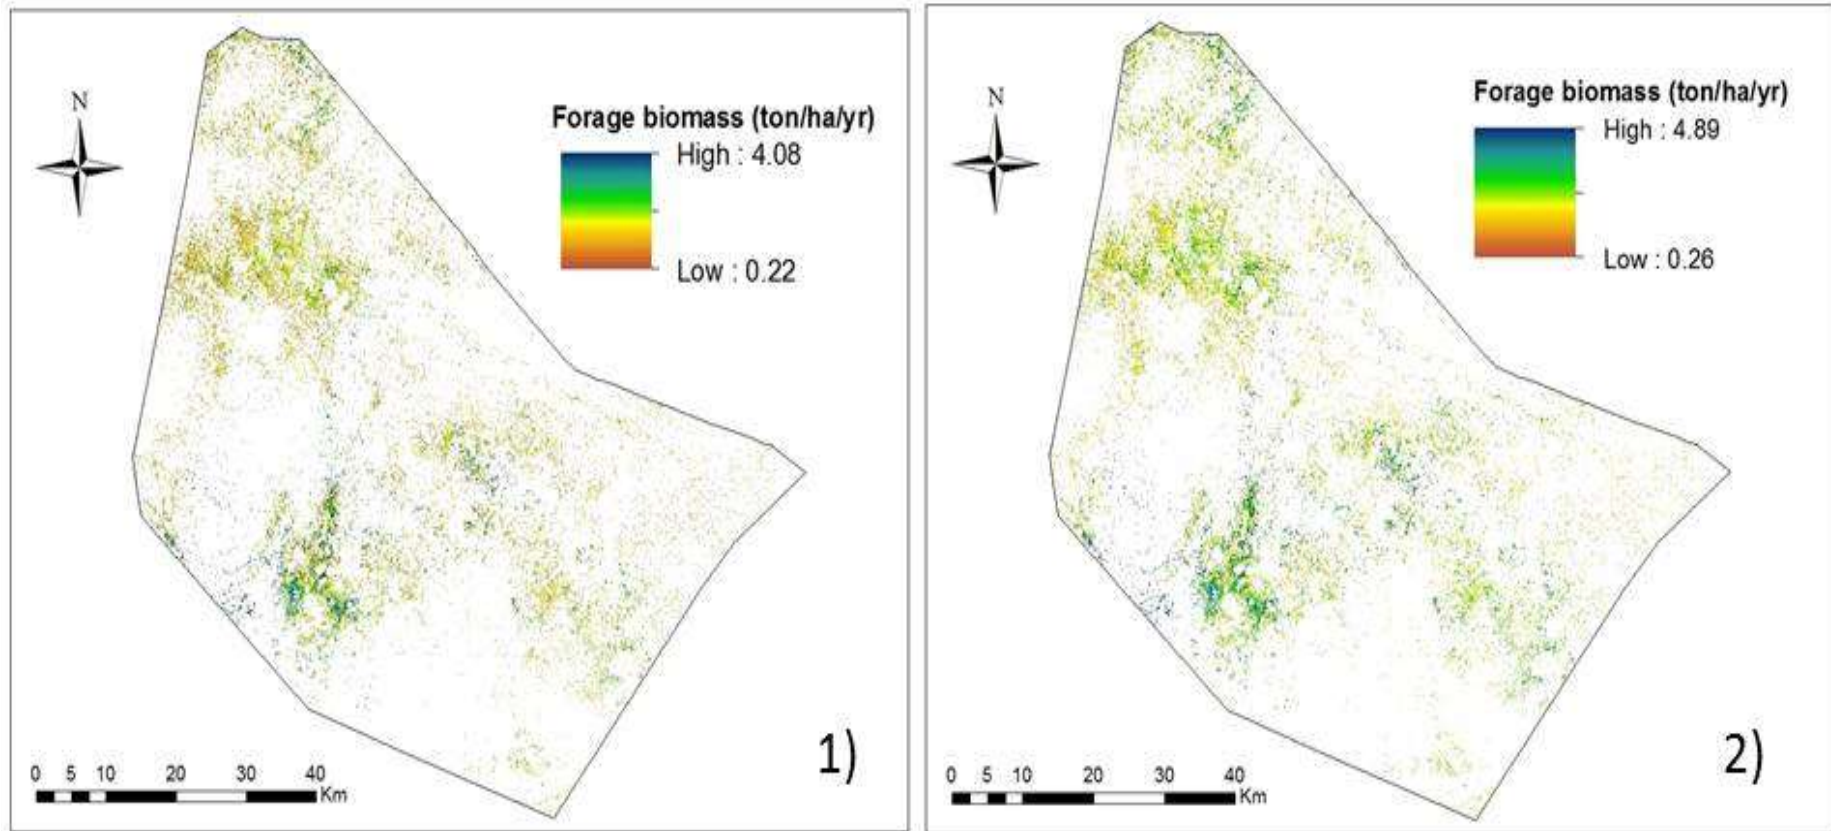 N
Forage biomass (ton/ha/yr)
High : 4.08
Low : 0.22
0 5 10 20 30 40
Km
1)
N
Forage biomass (ton/ha/yr)
High : 4.89
Low : 0.26
0 5 10 20 30 40
Km
2)